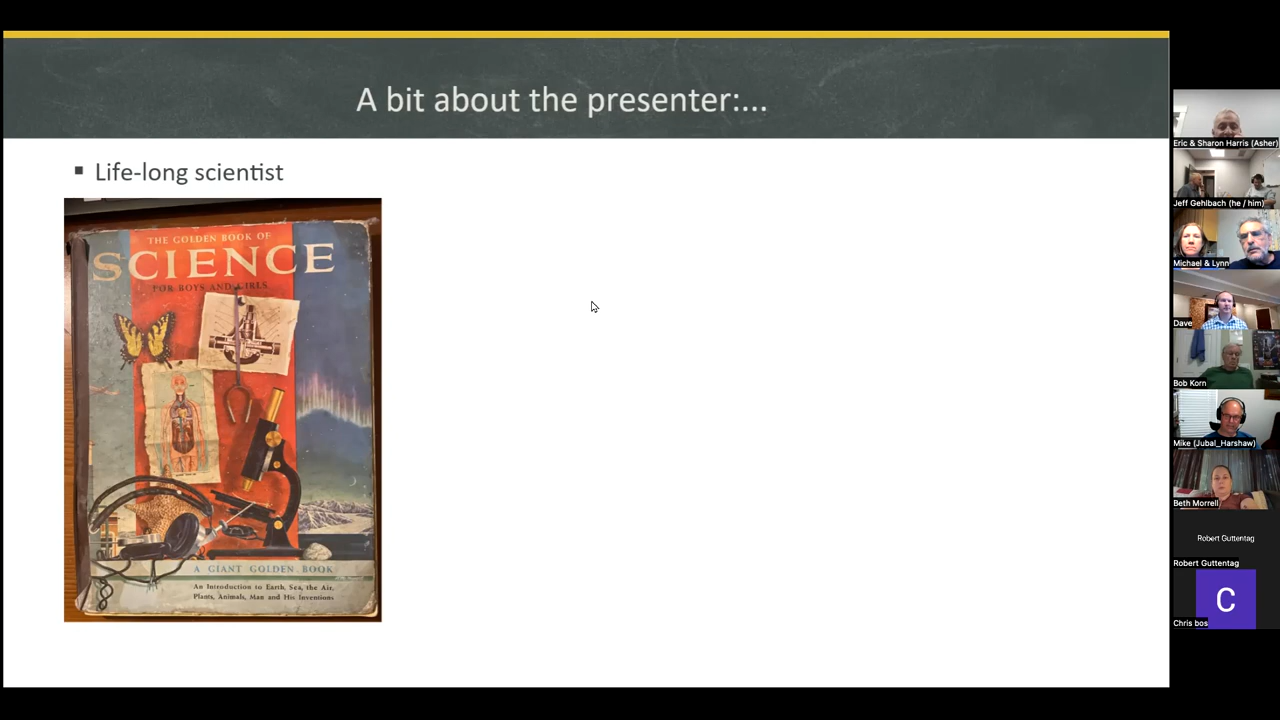 A bit about the presenter:...
▪ Life-long scientist
THE GOLDEN BOOK OF
SCIENCE
FOR BOYS AND GIRLS
A GIANT GOLDEN BOOK
An Introduction to Earth, Sea, the Air,
Plants, Animals, Man and His Inventions
Eric & Sharon Harris (Asher)
Jeff Gehlbach (he / him)
Michael & Lynn
Dave
Bob Korn
Mike (Jubal_Harshaw)
Beth Morrell
Robert Guttentag
Robert Guttentag
C
Chris bos